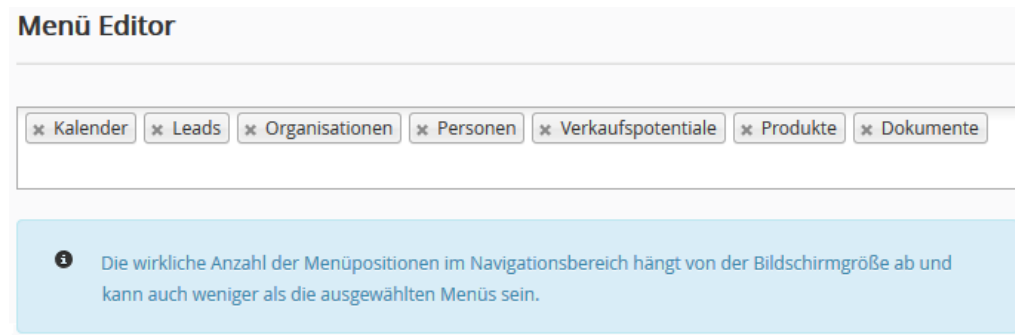 Menü Editor
× Kalender × Leads × Organisationen × Personen × Verkaufspotentiale × Produkte × Dokumente
Die wirkliche Anzahl der Menüpositionen im Navigationsbereich hängt von der Bildschirmgröße ab und
kann auch weniger als die ausgewählten Menüs sein.